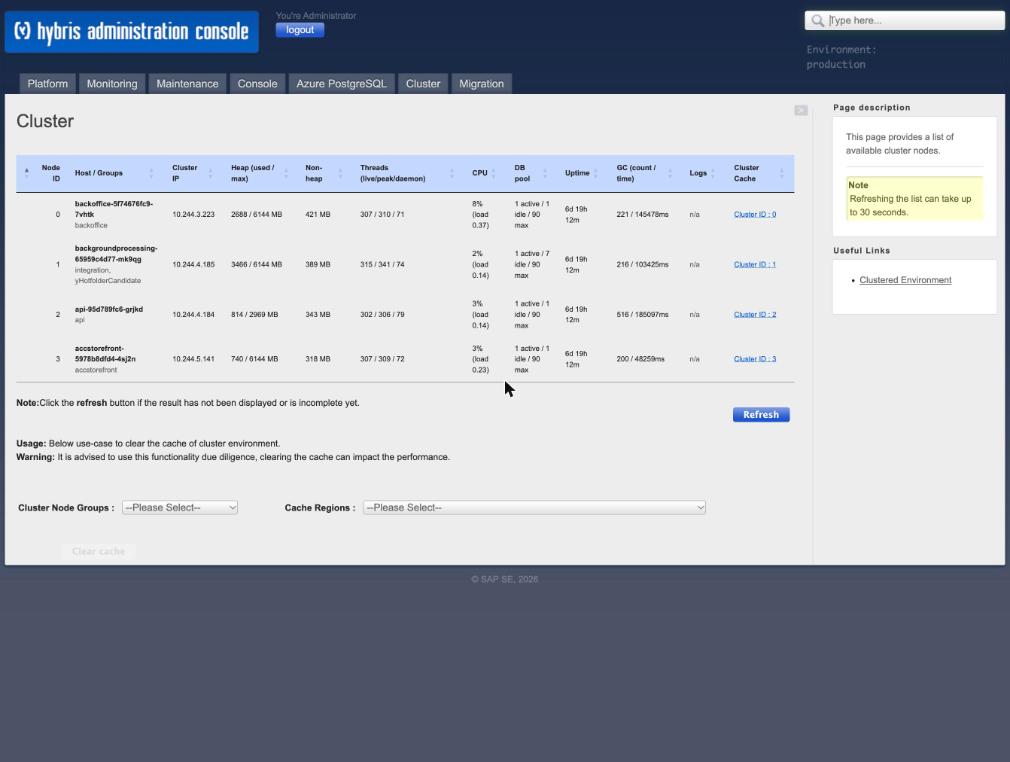 (y) hybris administration console
You're Administrator
logout
Type here...
Environment:
production
Platform
Monitoring
Maintenance
Console
Azure PostgreSQL
Cluster
Migration
Cluster
Node ID
Host / Groups
Cluster IP
Heap (used / max)
Non-heap
Threads (live/peak/daemon)
CPU
DB pool
Uptime
GC (count / time)
Logs
Cluster Cache
0
backoffice-5f74676fc9-7vhtk
backoffice
10.244.3.223
2688 / 6144 MB
421 MB
307 / 310 / 71
8% (load 0.37)
1 active / 1 idle / 90 max
6d 19h 12m
221 / 145478ms
n/a
Cluster ID : 0
1
backgroundprocessing-65959c4d77-mk9qg
integration, yHotfolderCandidate
10.244.4.185
3466 / 6144 MB
389 MB
315 / 341 / 74
2% (load 0.14)
1 active / 7 idle / 90 max
6d 19h 12m
216 / 103425ms
n/a
Cluster ID : 1
2
api-95d789fc6-grjkd
api
10.244.4.184
814 / 2969 MB
343 MB
302 / 306 / 79
3% (load 0.14)
1 active / 1 idle / 90 max
6d 19h 12m
516 / 185097ms
n/a
Cluster ID : 2
3
accstorefront-5978b8dfd4-4sj2n
accstorefront
10.244.5.141
740 / 6144 MB
318 MB
307 / 309 / 72
3% (load 0.23)
1 active / 1 idle / 90 max
6d 19h 12m
200 / 48259ms
n/a
Cluster ID : 3
Note:Click the refresh button if the result has not been displayed or is incomplete yet.
Refresh
Usage: Below use-case to clear the cache of cluster environment.
Warning: It is advised to use this functionality due diligence, clearing the cache can impact the performance.
Cluster Node Groups :
--Please Select--
Cache Regions :
--Please Select--
Clear cache
Page description
This page provides a list of
available cluster nodes.
Note
Refreshing the list can take up
to 30 seconds.
Useful Links
• Clustered Environment
© SAP SE, 2026